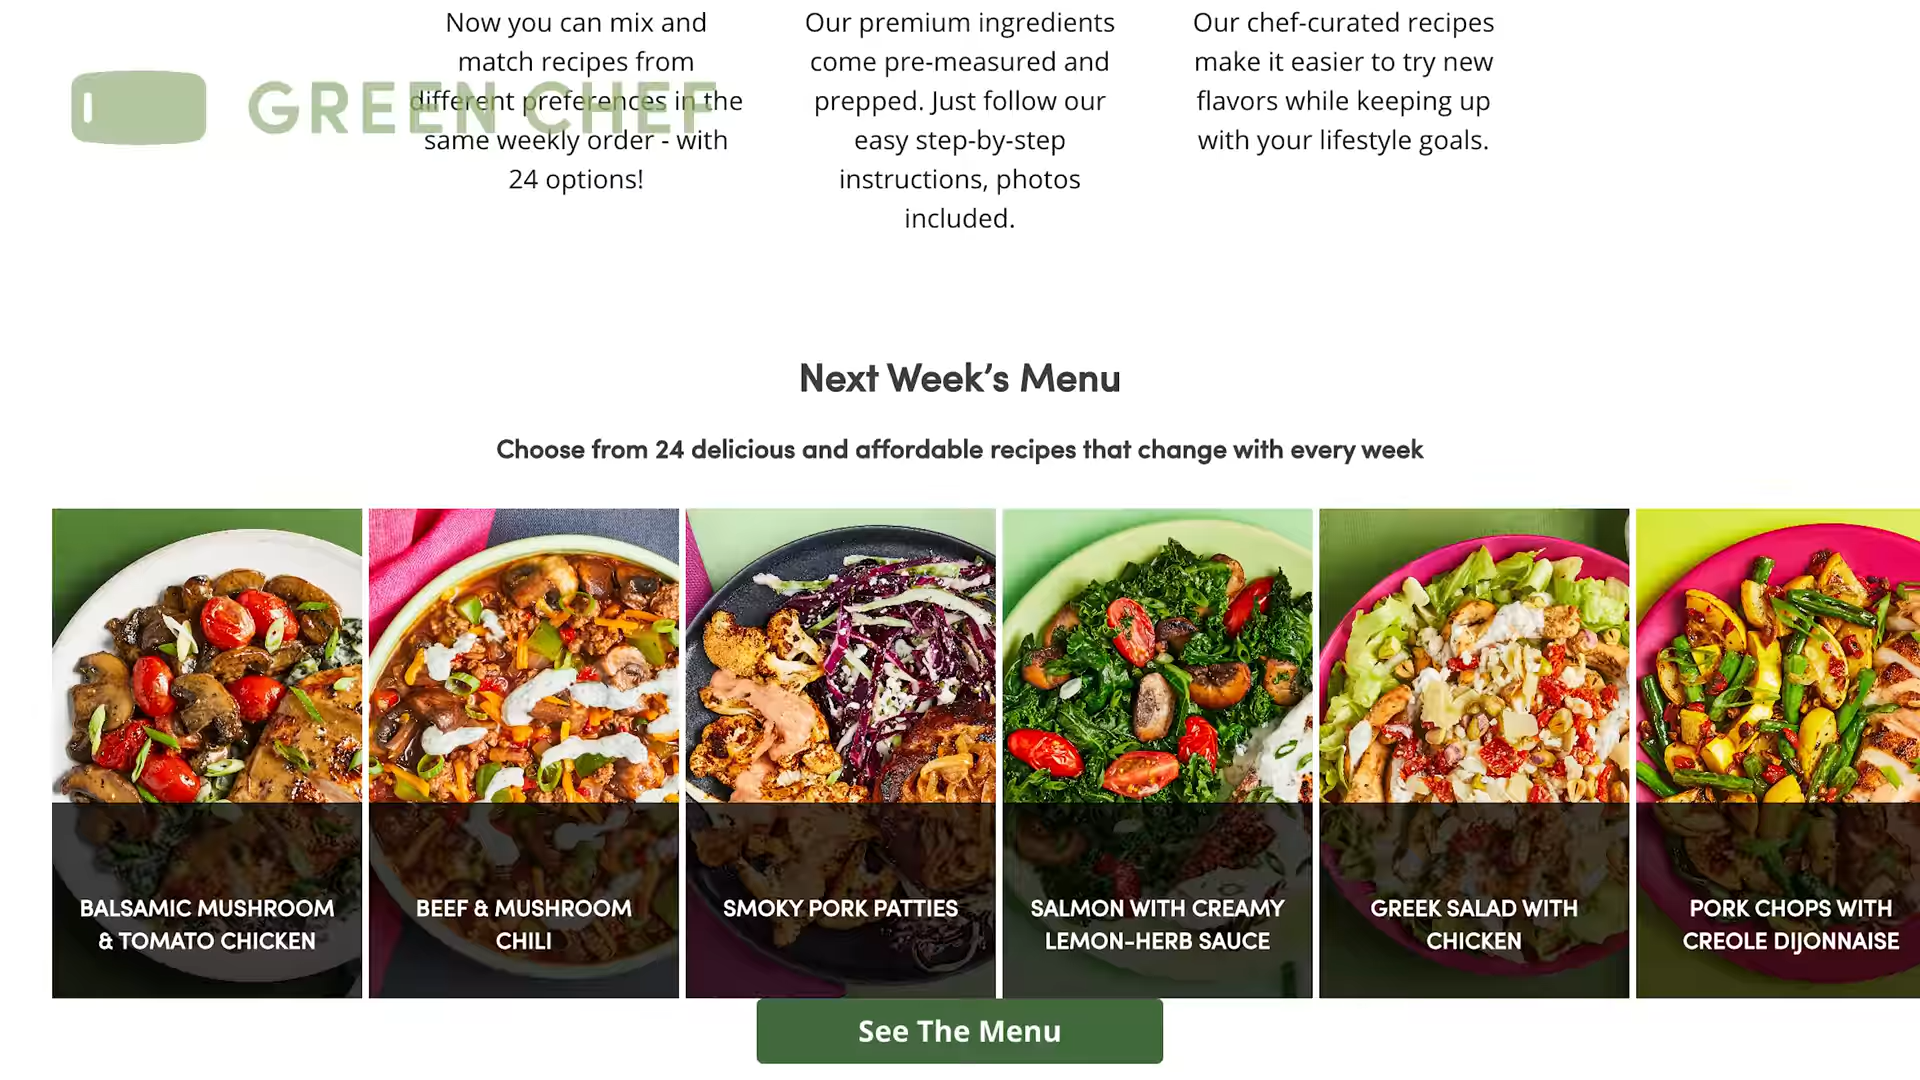 Now you can mix and
match recipes from
different preferences in the
same weekly order - with
24 options!
Our premium ingredients
come pre-measured and
prepped. Just follow our
easy step-by-step
instructions, photos
included.
Our chef-curated recipes
make it easier to try new
flavors while keeping up
with your lifestyle goals.
GREEN CHEF
Next Week’s Menu
Choose from 24 delicious and affordable recipes that change with every week
BALSAMIC MUSHROOM
& TOMATO CHICKEN
BEEF & MUSHROOM
CHILI
SMOKY PORK PATTIES
SALMON WITH CREAMY
LEMON-HERB SAUCE
GREEK SALAD WITH
CHICKEN
PORK CHOPS WITH
CREOLE DIJONNAISE
See The Menu